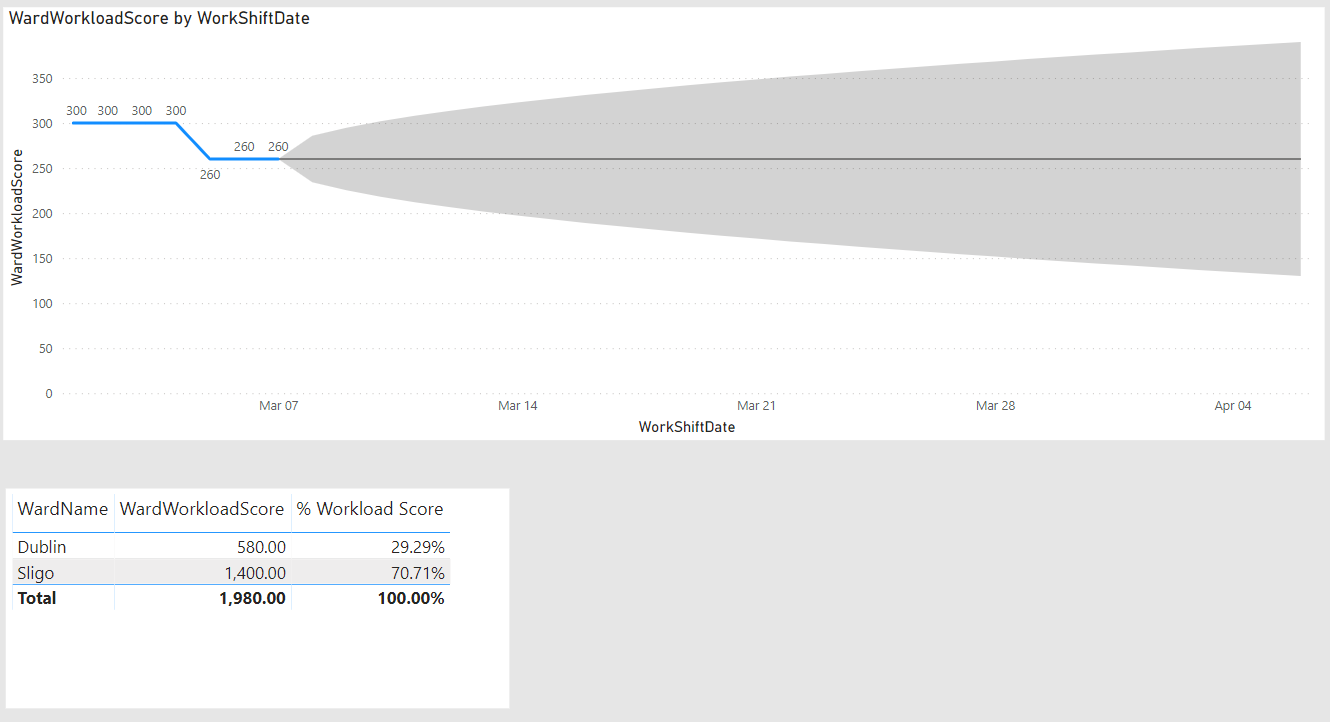 WardWorkloadScore by WorkShiftDate
350
300
250
200
150
100
50
0
WardWorkloadScore
300 300 300 300
260 260 260
Mar 07 Mar 14 Mar 21 Mar 28 Apr 04
WorkShiftDate
WardName WardWorkloadScore % Workload Score
Dublin 580.00 29.29%
Sligo 1,400.00 70.71%
Total 1,980.00 100.00%